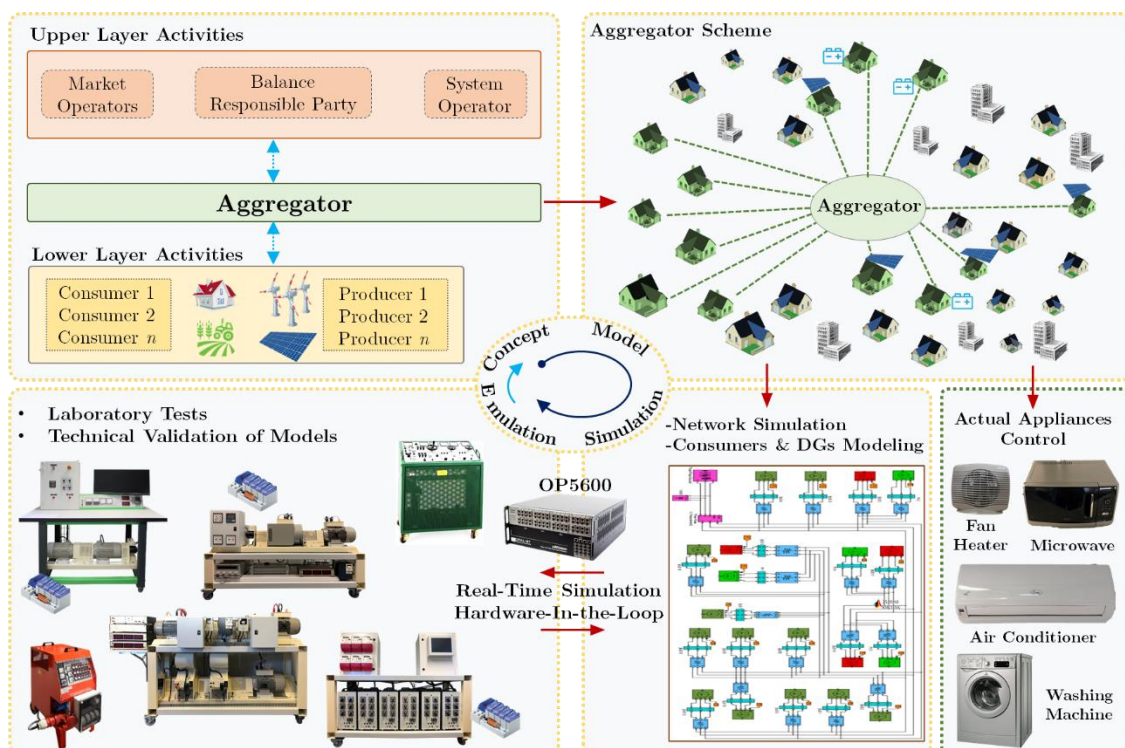 Upper Layer Activities
Market
Operators
Balance
Responsible Party
System
Operator
Aggregator
Lower Layer Activities
Consumer 1
Consumer 2
Consumer n
Producer 1
Producer 2
Producer n
Aggregator Scheme
Aggregator
Concept
Model
Simulation
E mulation
• Laboratory Tests
• Technical Validation of Models
OP5600
Real-Time Simulation
Hardware-In-the-Loop
-Network Simulation
-Consumers & DGs Modeling
Actual Appliances
Control
Fan
Heater
Microwave
Air Conditioner
Washing
Machine